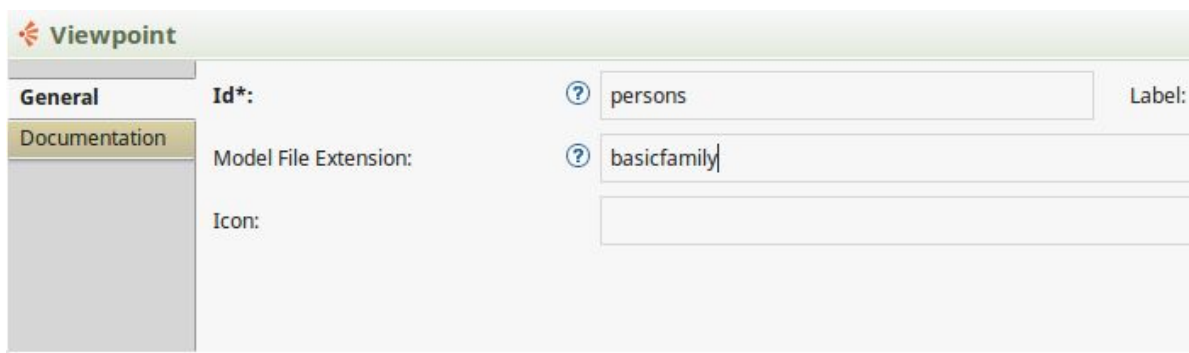 Viewpoint
General
Documentation
Id*: ? persons Label:
Model File Extension: ? basicfamily
Icon: